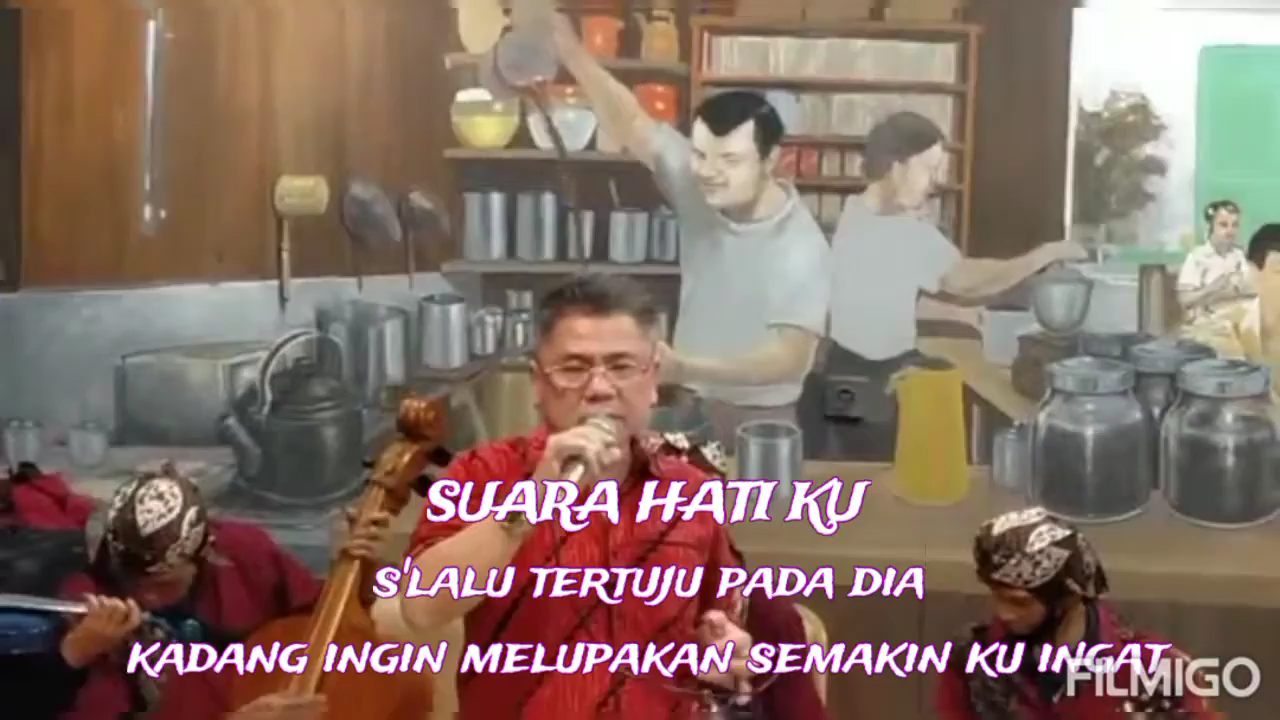 SUARA HATI KU
S'LALU TERTUJU PADA DIA
KADANG INGIN MELUPAKAN SEMAKIN KU INGAT
FILMIGO